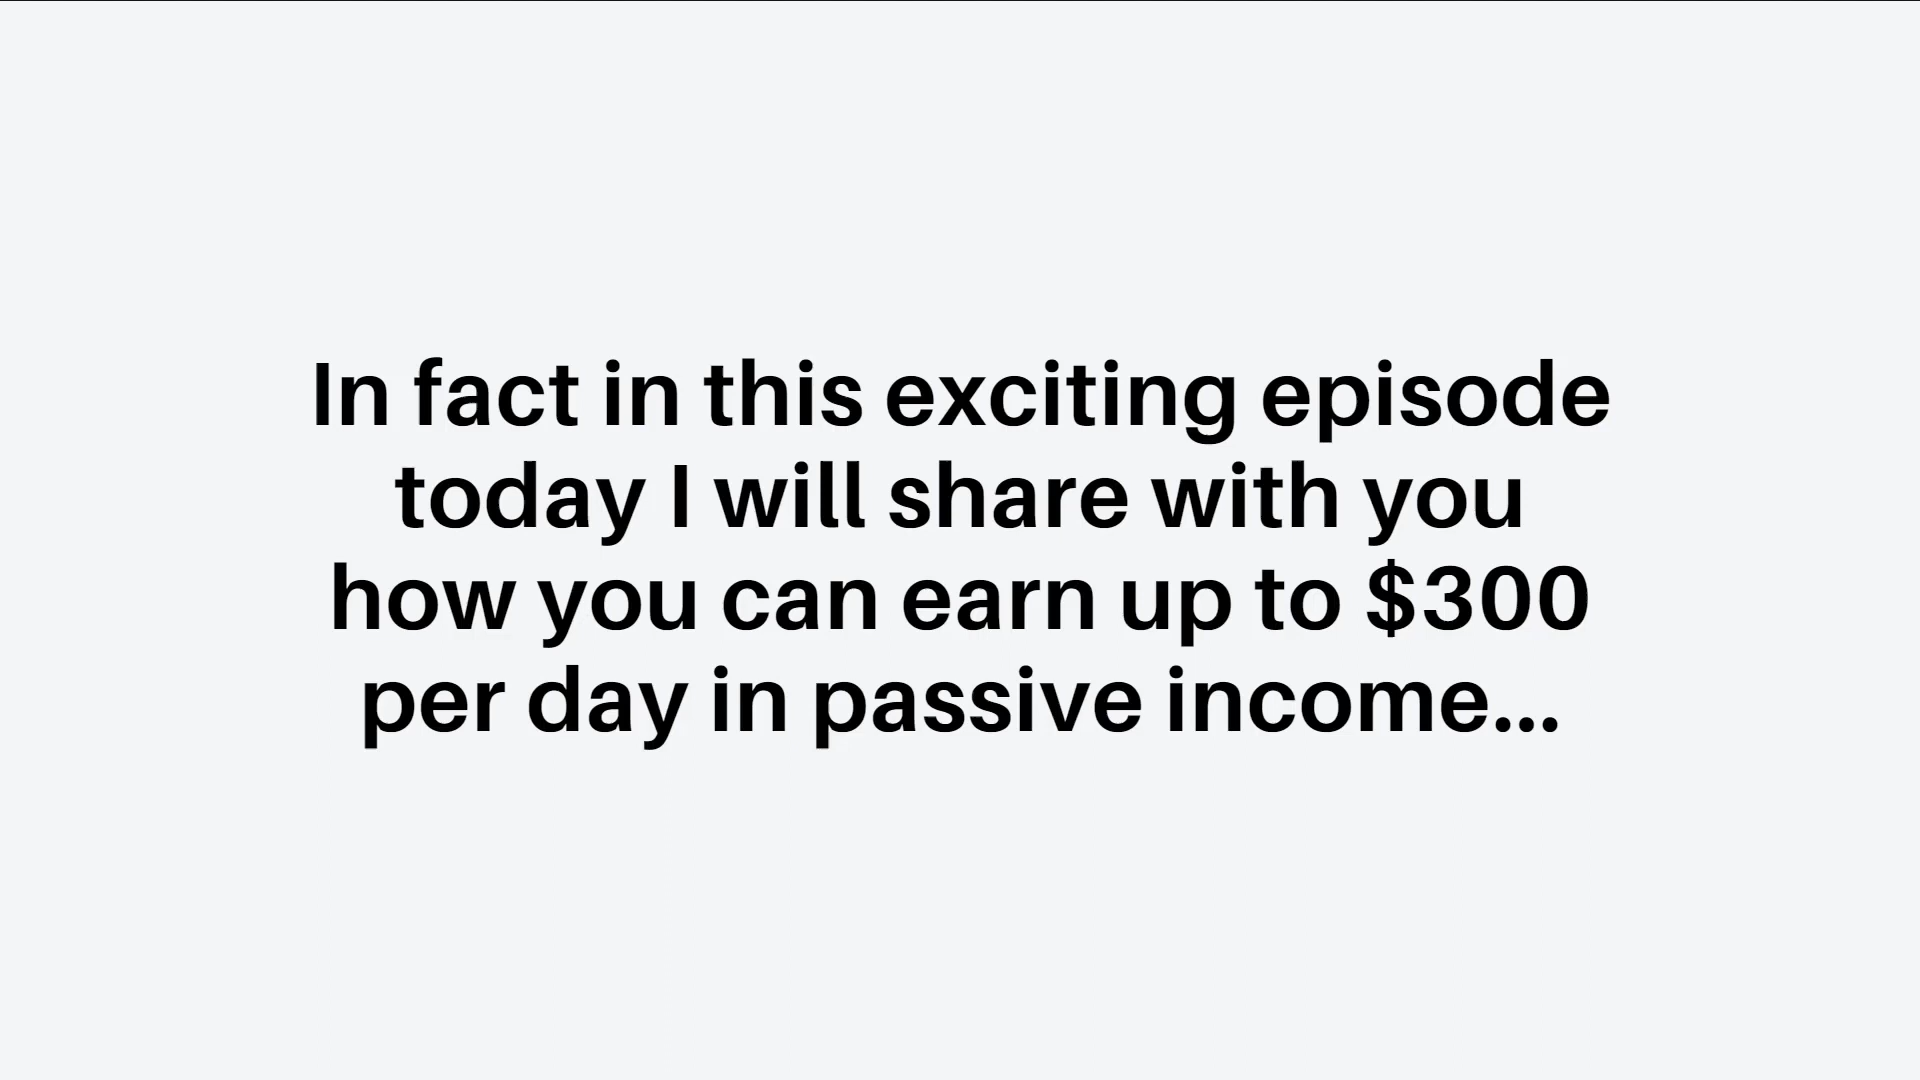 In fact in this exciting episode
today I will share with you
how you can earn up to $300
per day in passive income...